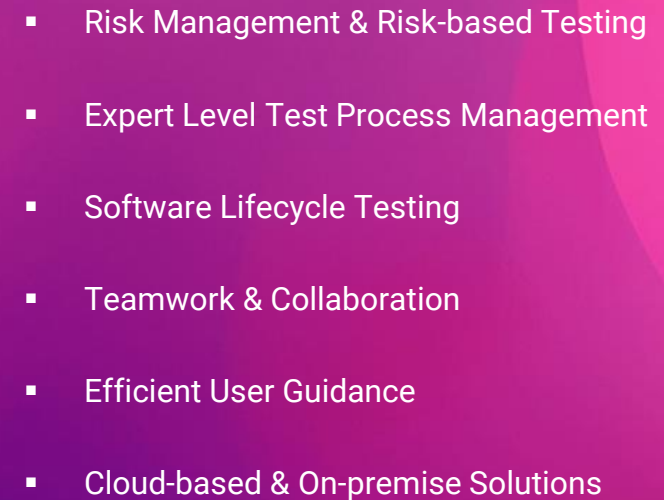 ▪ Risk Management & Risk-based Testing
▪ Expert Level Test Process Management
▪ Software Lifecycle Testing
▪ Teamwork & Collaboration
▪ Efficient User Guidance
▪ Cloud-based & On-premise Solutions